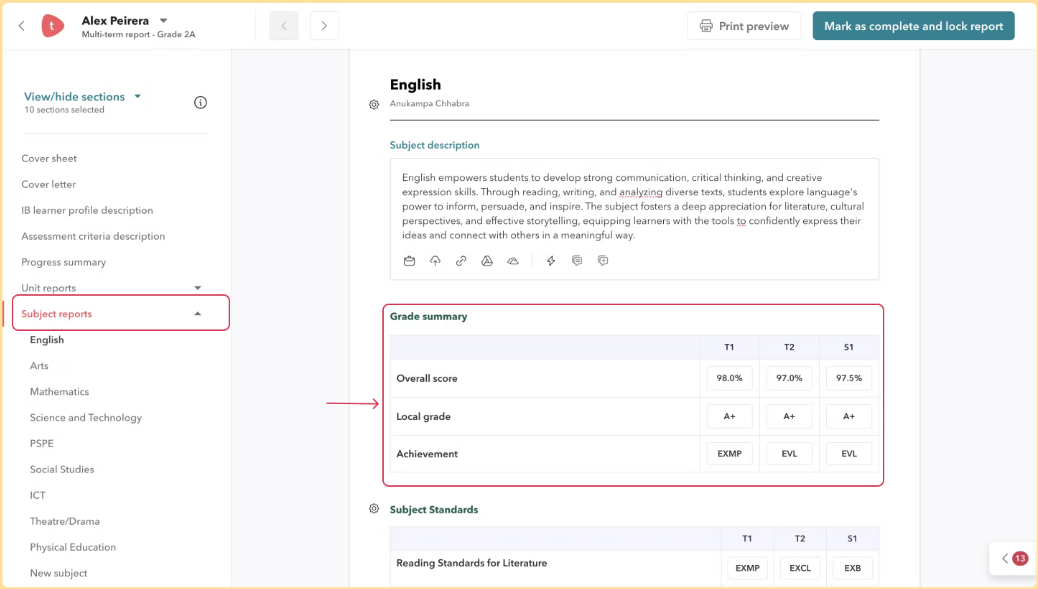 t
Alex Peirera
Multi-term report - Grade 2A
Print preview
Mark as complete and lock report
View/hide sections
10 sections selected
Cover sheet
Cover letter
IB learner profile description
Assessment criteria description
Progress summary
Unit reports
Subject reports
English
Arts
Mathematics
Science and Technology
PSPE
Social Studies
ICT
Theatre/Drama
Physical Education
New subject
English
Anukampa Chhabra
Subject description
English empowers students to develop strong communication, critical thinking, and creative
expression skills. Through reading, writing, and analyzing diverse texts, students explore language's
power to inform, persuade, and inspire. The subject fosters a deep appreciation for literature, cultural
perspectives, and effective storytelling, equipping learners with the tools to confidently express their
ideas and connect with others in a meaningful way.
Grade summary
T1 T2 S1
Overall score 98.0% 97.0% 97.5%
Local grade A+ A+ A+
Achievement EXMP EVL EVL
Subject Standards
T1 T2 S1
Reading Standards for Literature EXMP EXCL EXB
13